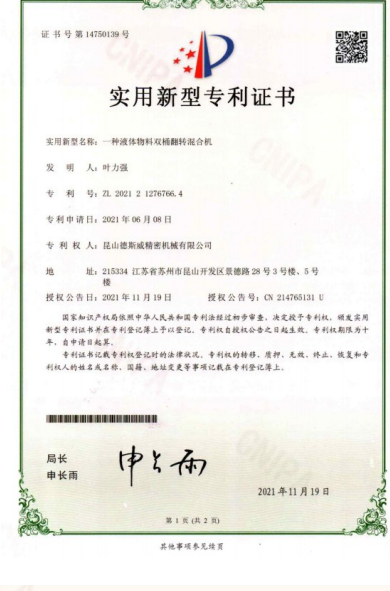 证书号第14750139号
实用新型专利证书
实用新型名称：一种液体物料双桶翻转混合机
发 明 人：叶力强
专 利 号：ZL 2021 2 1276766.4
专利申请日：2021年06月08日
专 利 权 人：昆山德斯威精密机械有限公司
地 址：215334 江苏省苏州市昆山开发区景德路28号3号楼、5号
楼
授权公告日：2021年11月19日 授权公告号：CN 214765131 U
国家知识产权局依照中华人民共和国专利法经过初步审查，决定授予专利权，颁发实用
新型专利证书并在专利登记簿上予以登记。专利权自授权公告之日起生效。专利权期限为十
年，自申请日起算。
专利证书记载专利权登记时的法律状况。专利权的转移、质押、无效、终止、恢复和专
利权人的姓名或名称、国籍、地址变更等事项记载在专利登记簿上。
局长
申长雨
申长雨
2021年11月19日
第 1 页 (共 2 页)
其他事项参见续页